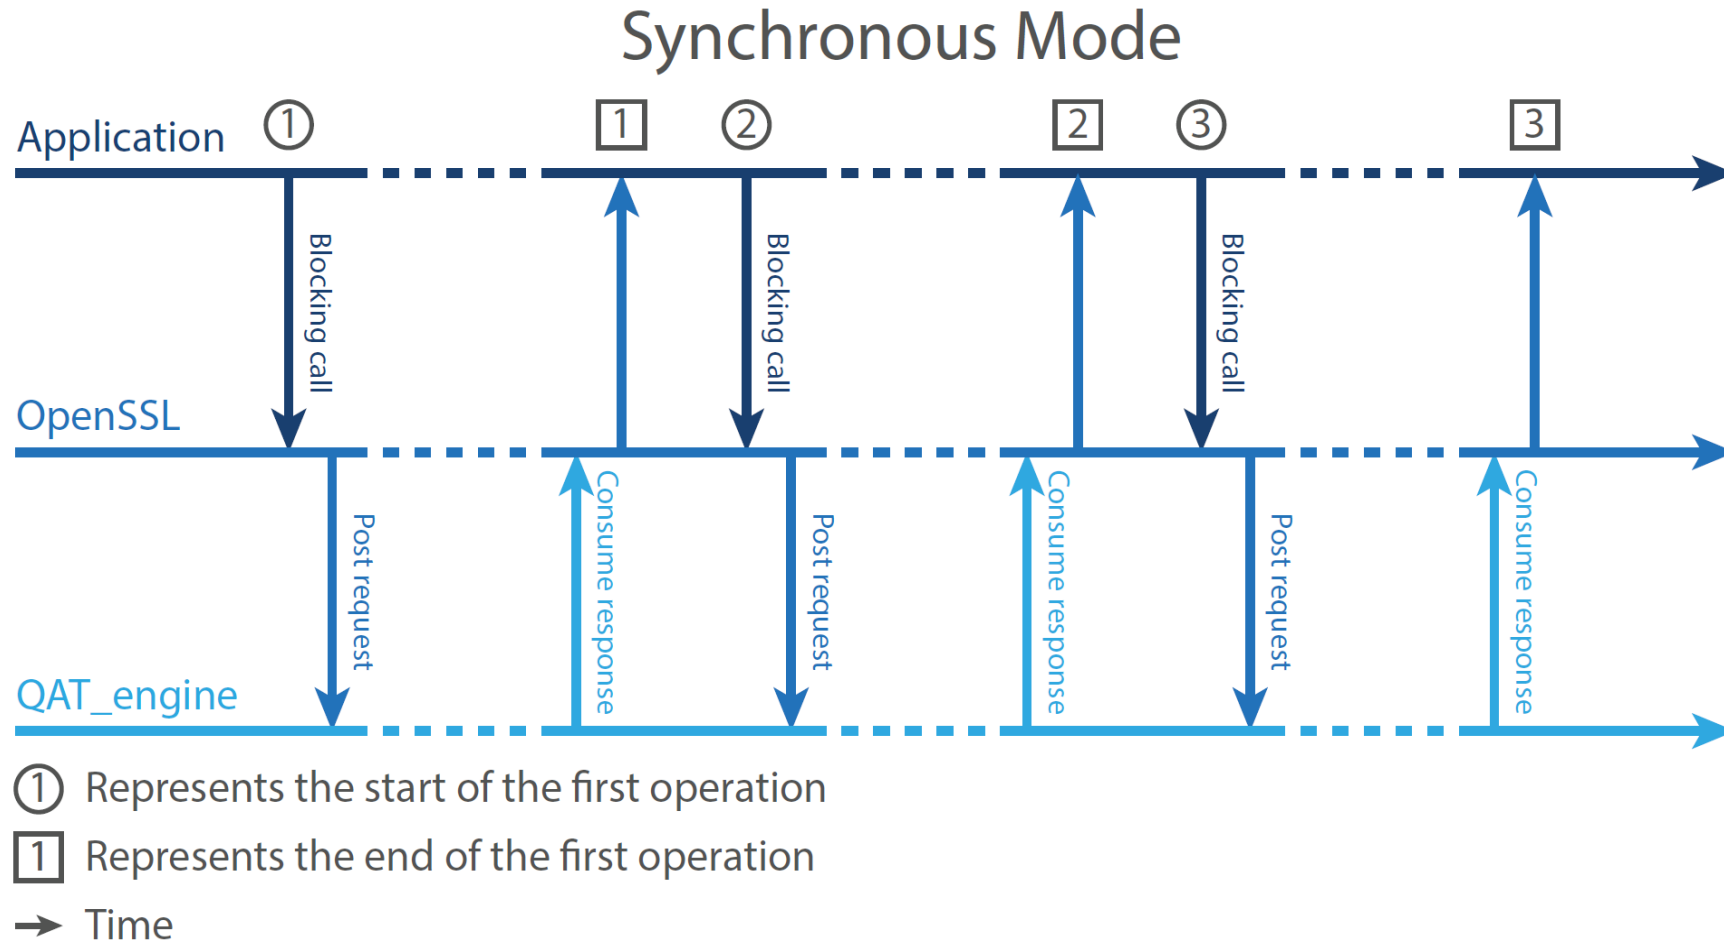 Synchronous Mode
1 1 2 2 3 3
Application
Blocking call
Blocking call
Blocking call
OpenSSL
Post request
Consume response
Post request
Consume response
Post request
Consume response
QAT_engine
1 Represents the start of the first operation
1 Represents the end of the first operation
Time